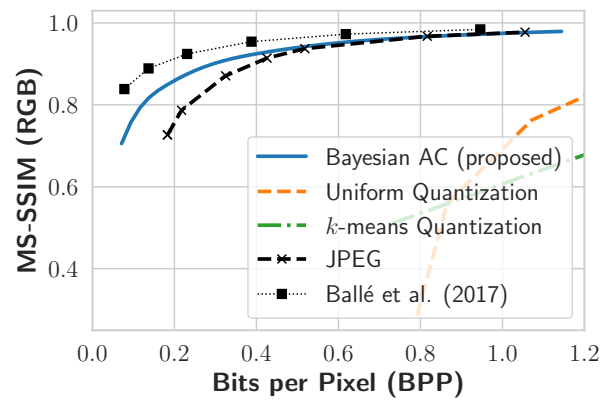 MS-SSIM (RGB)
1.0
0.8
0.6
0.4
Bayesian AC (proposed)
Uniform Quantization
k-means Quantization
JPEG
Ballé et al. (2017)
0.0 0.2 0.4 0.6 0.8 1.0 1.2
Bits per Pixel (BPP)